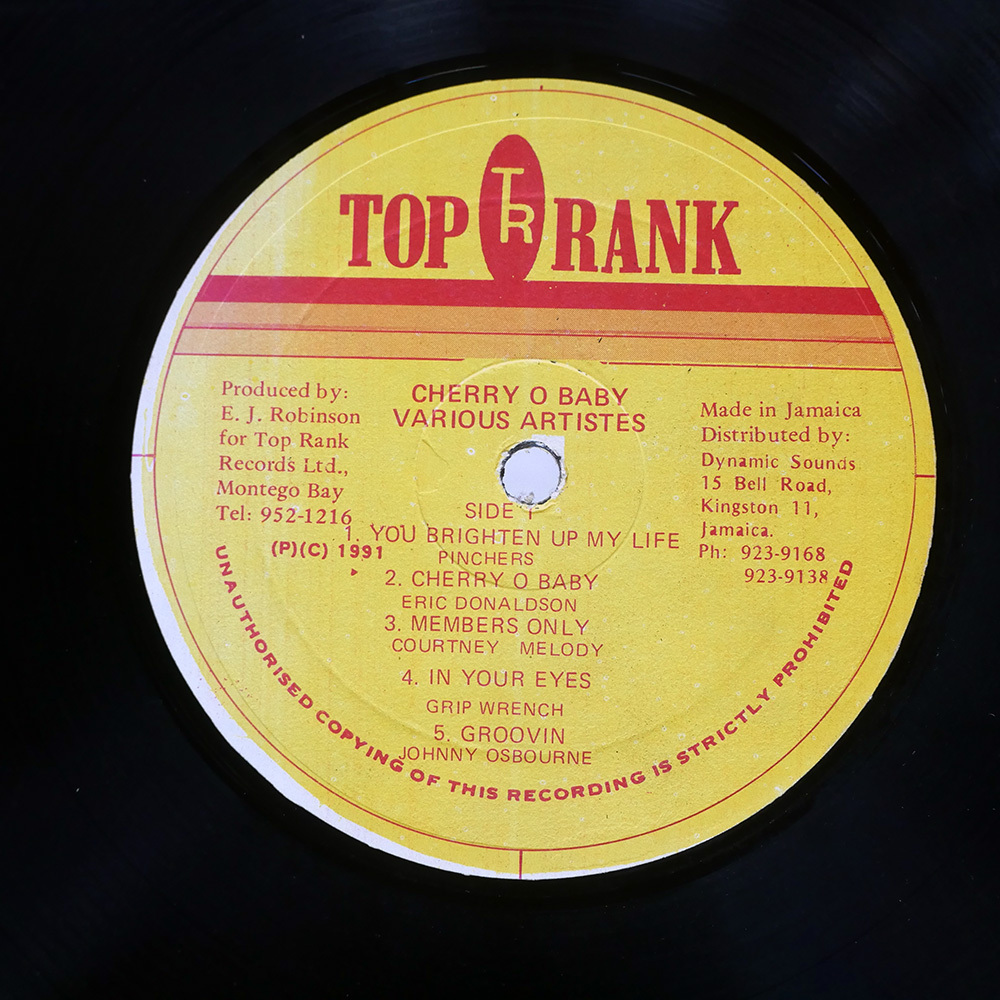 TOP TR RANK
CHERRY O BABY
VARIOUS ARTISTES
Produced by:
E. J. Robinson
for Top Rank
Records Ltd.,
Montego Bay
Tel: 952-1216
(P)(C) 1991
Made in Jamaica
Distributed by:
Dynamic Sounds
15 Bell Road,
Kingston 11,
Jamaica.
Ph: 923-9168
923-9138
SIDE 1
1. YOU BRIGHTEN UP MY LIFE
PINCHERS
2. CHERRY O BABY
ERIC DONALDSON
3. MEMBERS ONLY
COURTNEY MELODY
4. IN YOUR EYES
GRIP WRENCH
5. GROOVIN
JOHNNY OSBOURNE
UNAUTHORISED COPYING OF THIS RECORDING IS STRICTLY PROHIBITED